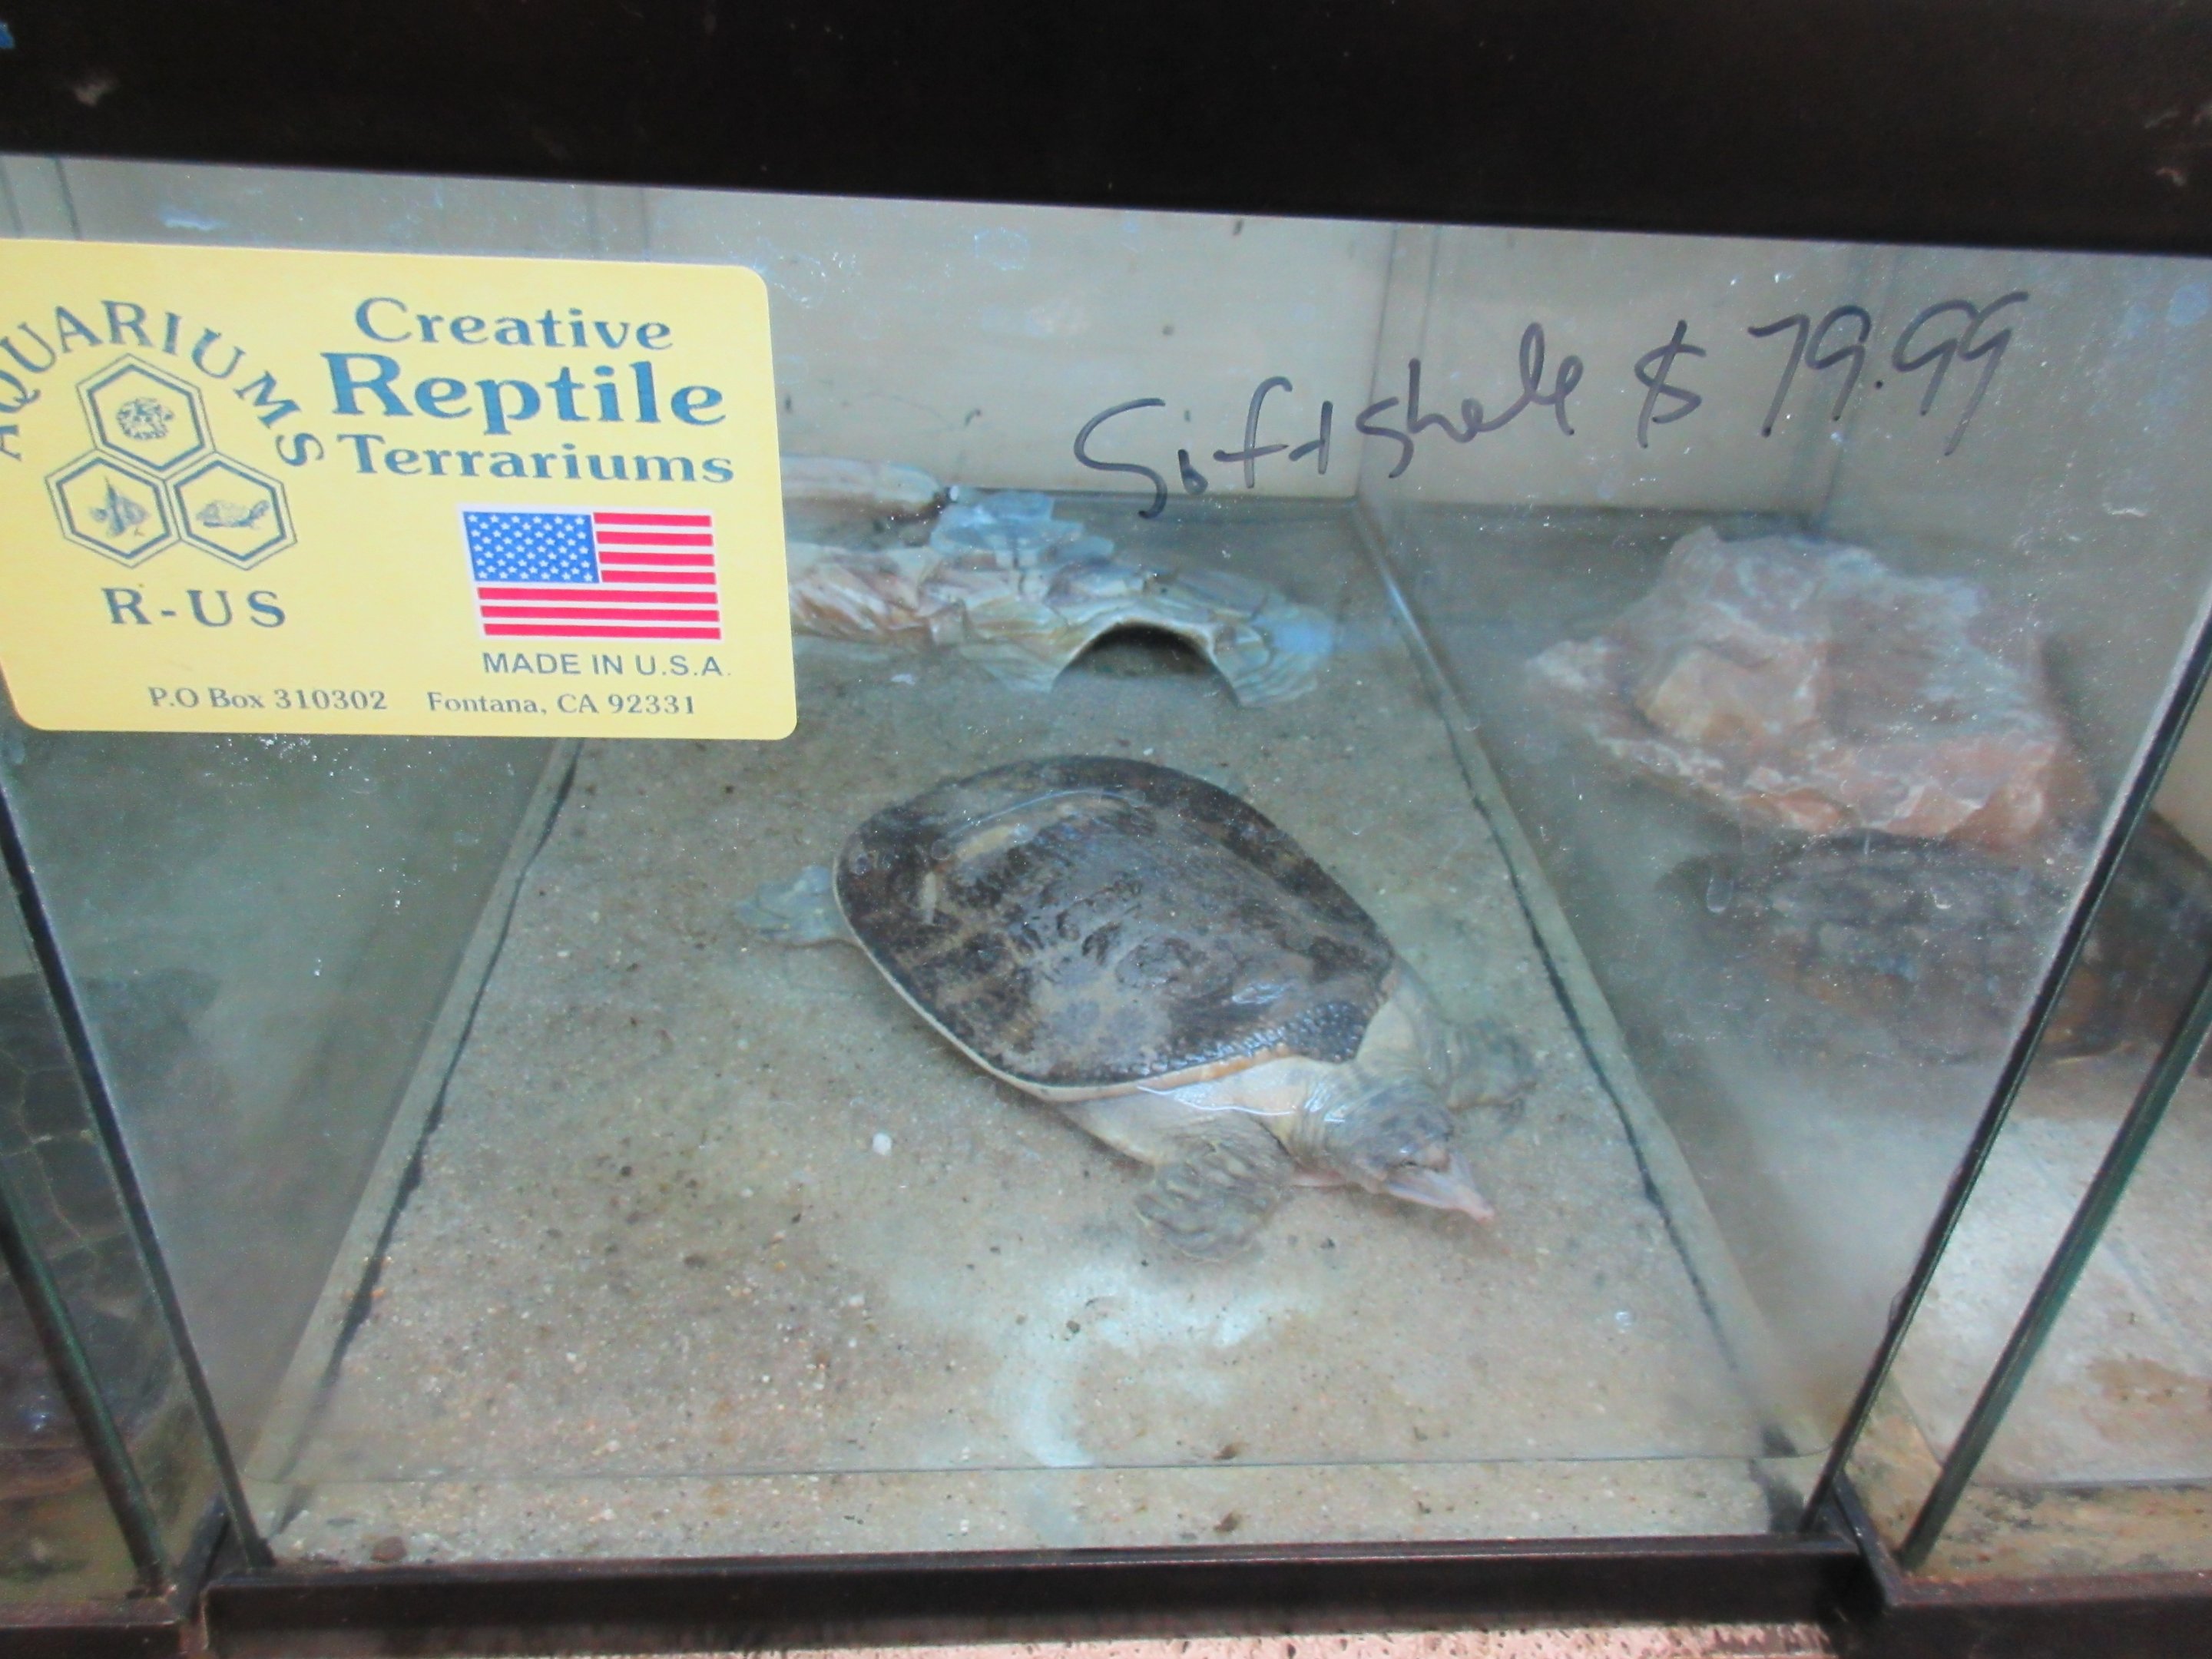 AQUARIUMS
R-US
Creative
Reptile
Terrariums
MADE IN U.S.A.
P.O Box 310302 Fontana, CA 92331
Softshell $79.99